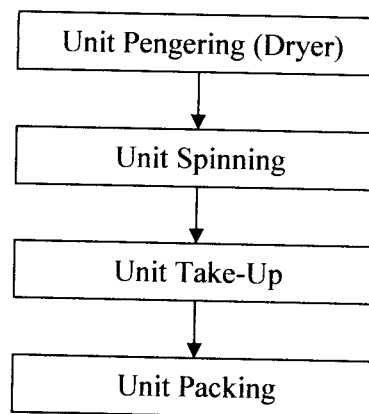 Unit Pengering (Dryer)
Unit Spinning
Unit Take-Up
Unit Packing